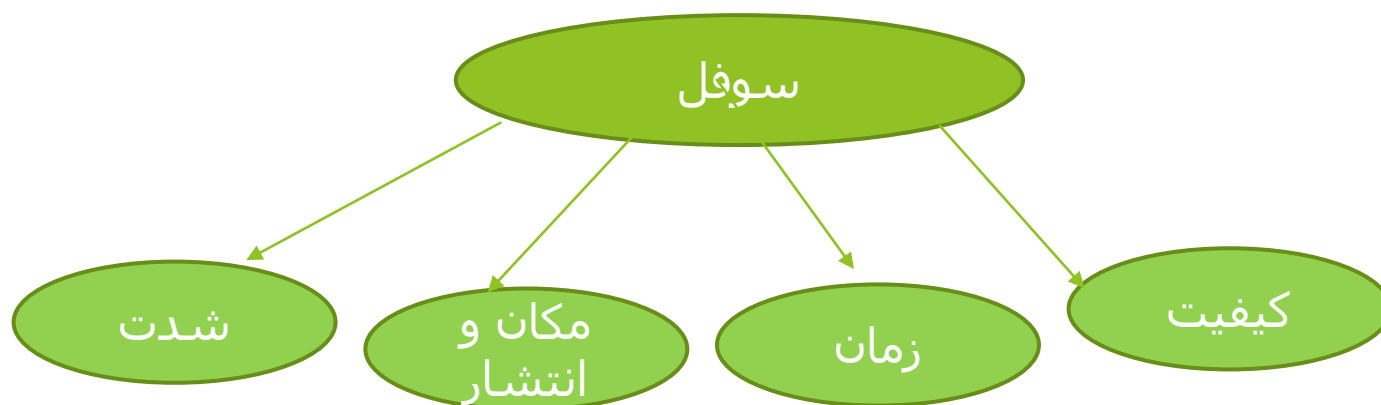 سوفل
کیفیت
زمان
مکان و
انتشار
شدت